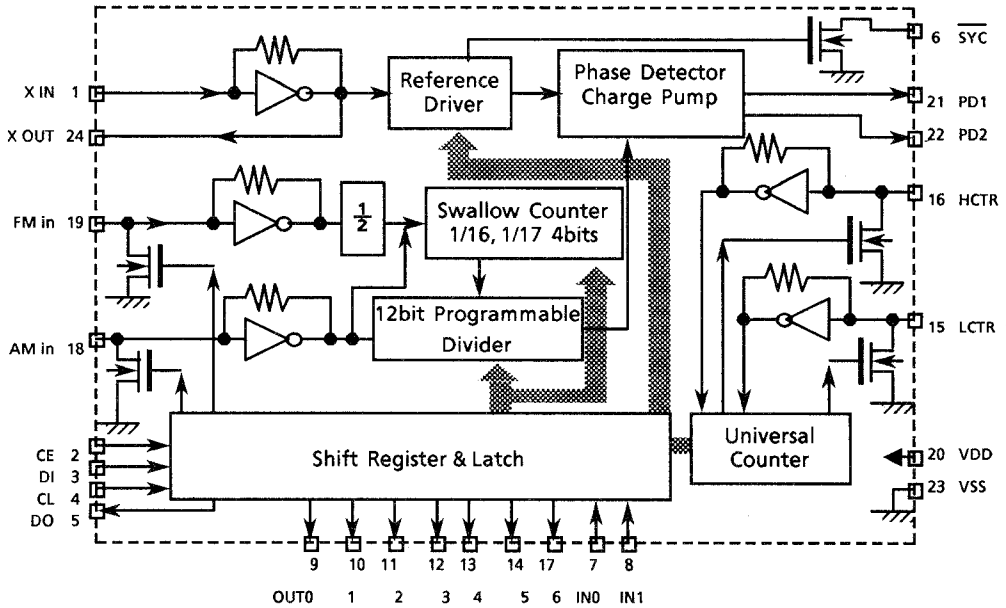 6 SYC
X IN 1
Reference
Driver
Phase Detector
Charge Pump
21 PD1
X OUT 24
22 PD2
FM in 19
1/2
Swallow Counter
1/16, 1/17 4bits
16 HCTR
AM in 18
12bit Programmable
Divider
15 LCTR
CE 2
DI 3
CL 4
DO 5
Shift Register & Latch
Universal
Counter
20 VDD
23 VSS
9 10 11 12 13 14 17 7 8
OUT0 1 2 3 4 5 6 IN0 IN1